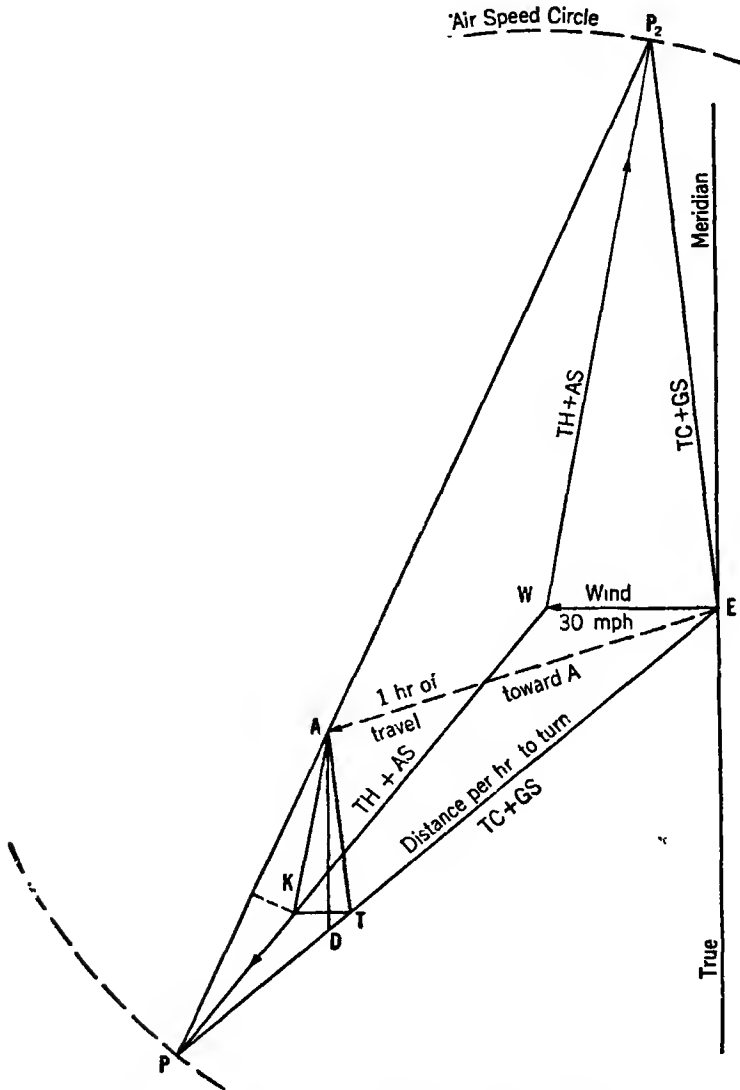 Air Speed Circle
P2
Meridian
TH+AS
TC+GS
W
Wind
E
30 mph
1 hr of
toward A
travel
A
TH + AS
Distance per hr to turn
TC+GS
K
T
D
True
P